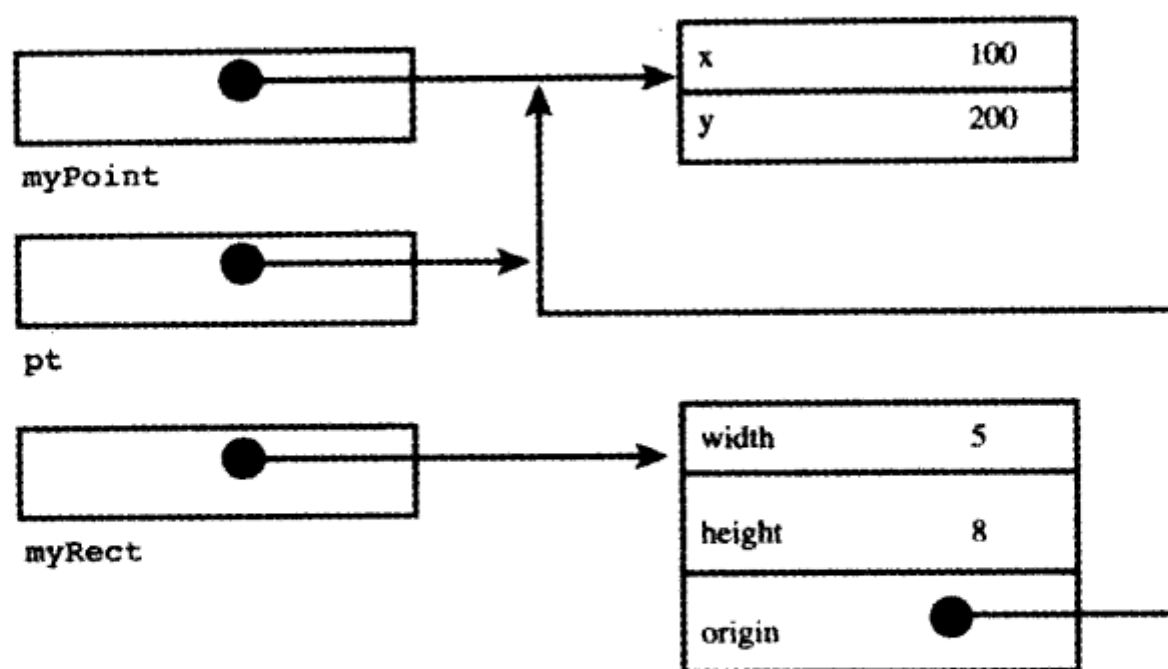 x 100
y 200
myPoint
pt
width 5
height 8
myRect
origin